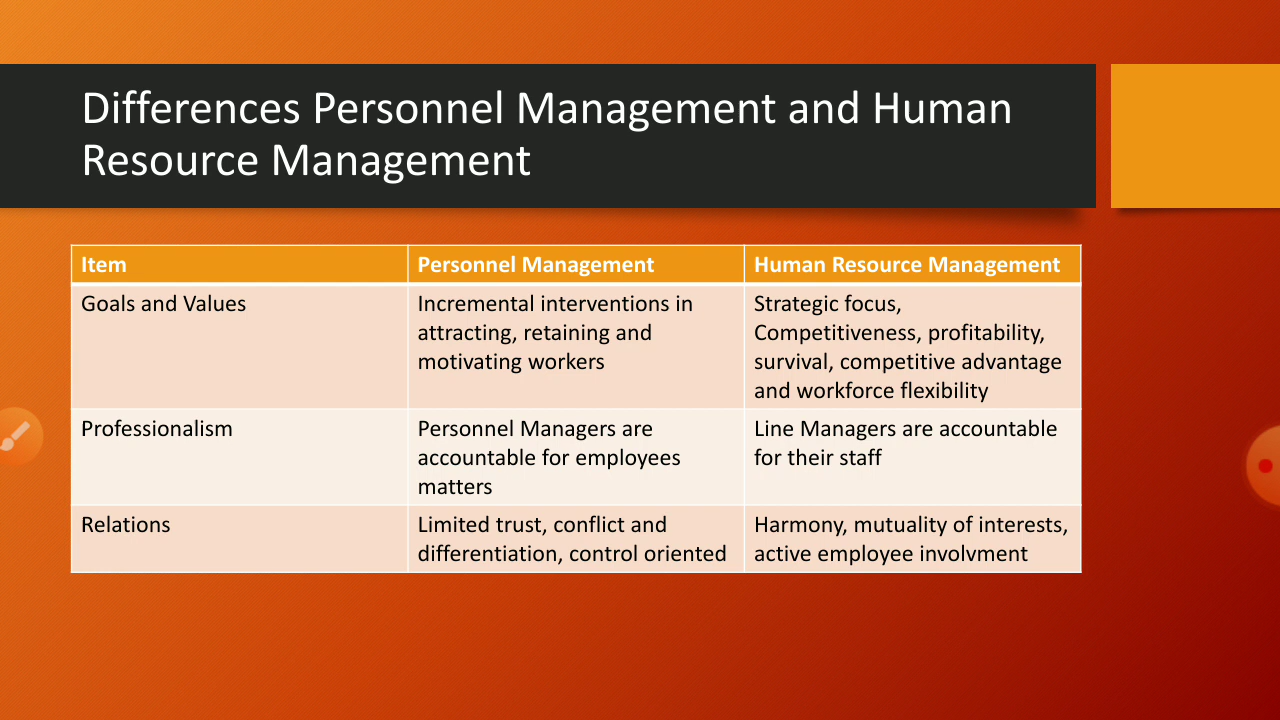 Differences Personnel Management and Human
Resource Management
Item
Personnel Management
Human Resource Management
Goals and Values
Incremental interventions in
attracting, retaining and
motivating workers
Strategic focus,
Competitiveness, profitability,
survival, competitive advantage
and workforce flexibility
Professionalism
Personnel Managers are
accountable for employees
matters
Line Managers are accountable
for their staff
Relations
Limited trust, conflict and
differentiation, control oriented
Harmony, mutuality of interests,
active employee involvment